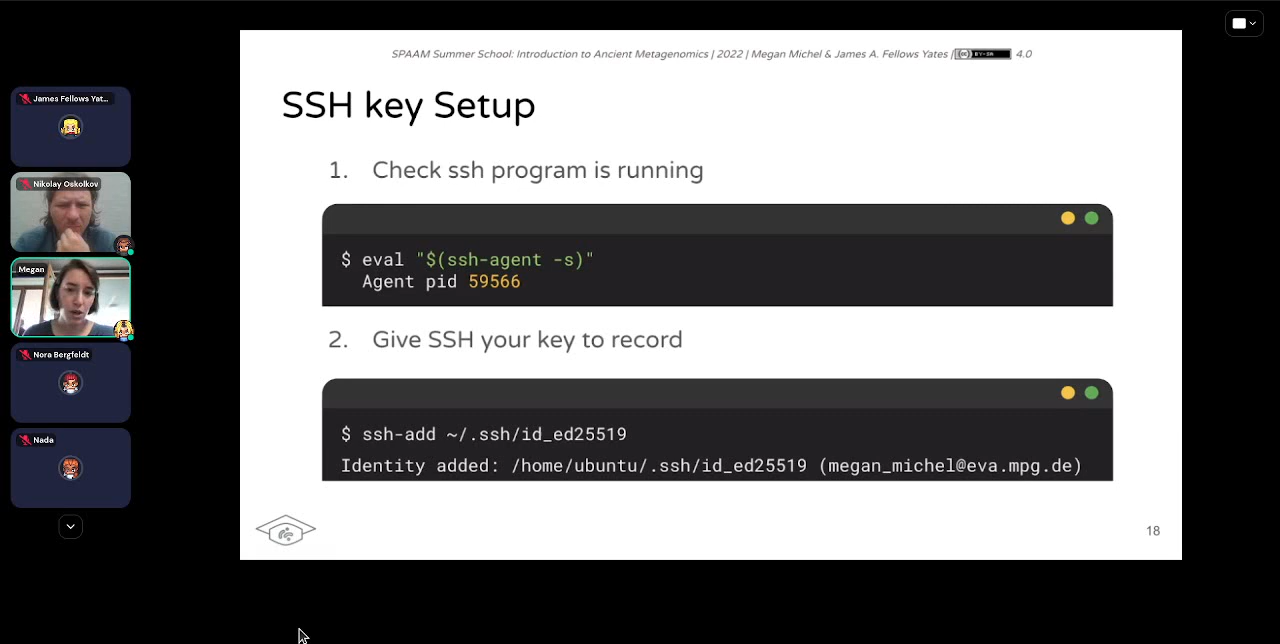 SPAAM Summer School: Introduction to Ancient Metagenomics | 2022 | Megan Michel & James A. Fellows Yates | BY-SA 4.0
SSH key Setup
1. Check ssh program is running
$ eval "$(ssh-agent -s)"
Agent pid 59566
2. Give SSH your key to record
$ ssh-add ~/.ssh/id_ed25519
Identity added: /home/ubuntu/.ssh/id_ed25519 (megan_michel@eva.mpg.de)
18
James Fellows Yat...
Nikolay Oskolkov
Megan
Nora Bergfeldt
Nada